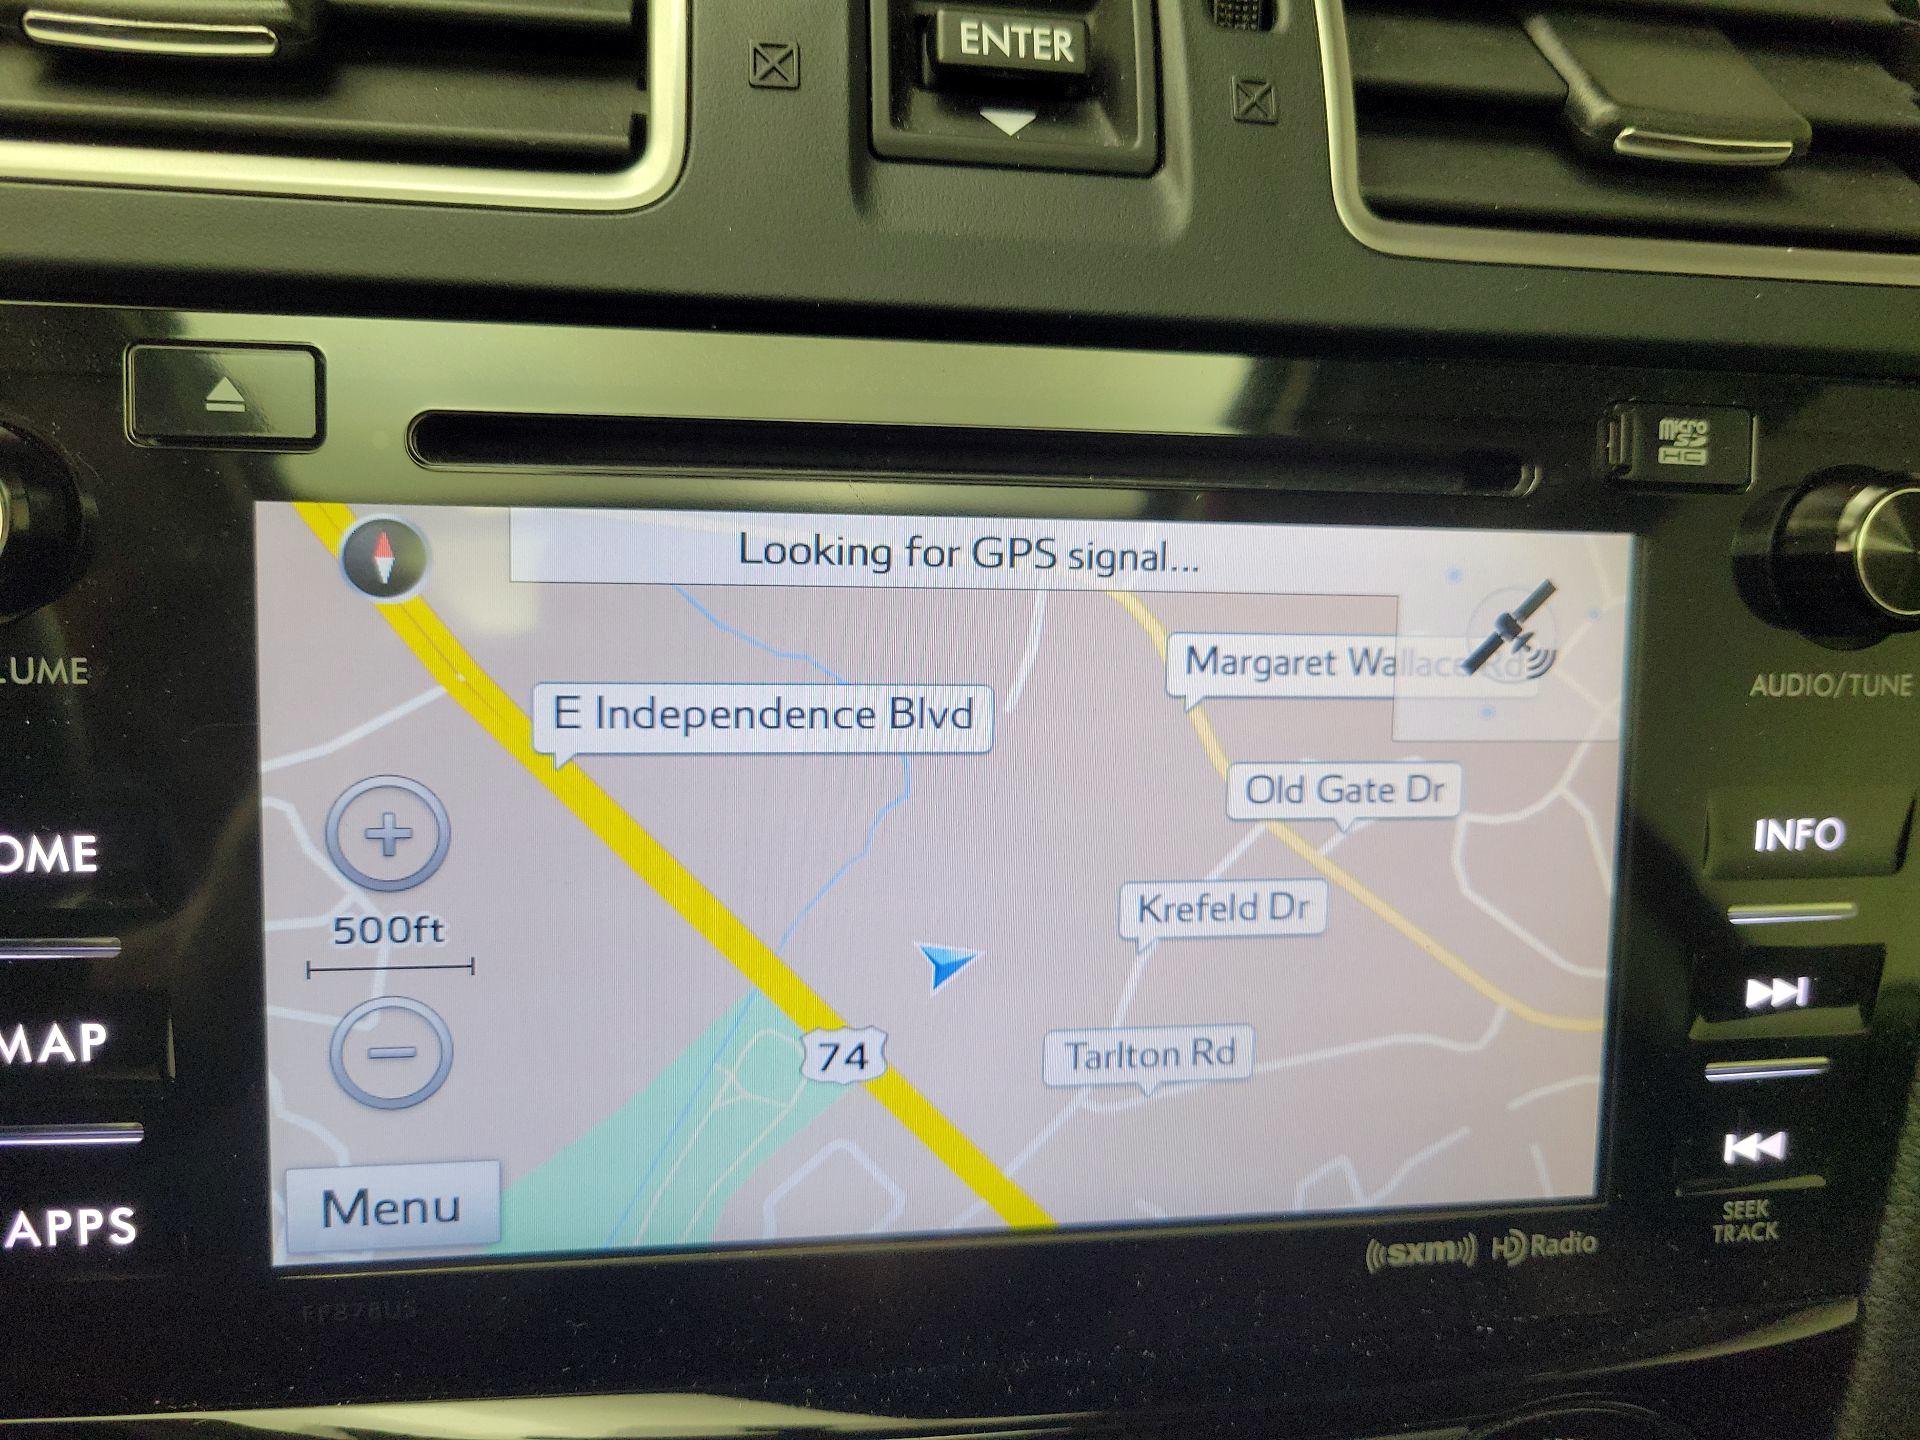 ENTER
micro
SD
HC
Looking for GPS signal...
Margaret Wallace Rd
LUME
AUDIO/TUNE
E Independence Blvd
Old Gate Dr
OME
INFO
Krefeld Dr
500ft
MAP
74
Tarlton Rd
Menu
APPS
SEEK
TRACK
((sxm)) HD Radio